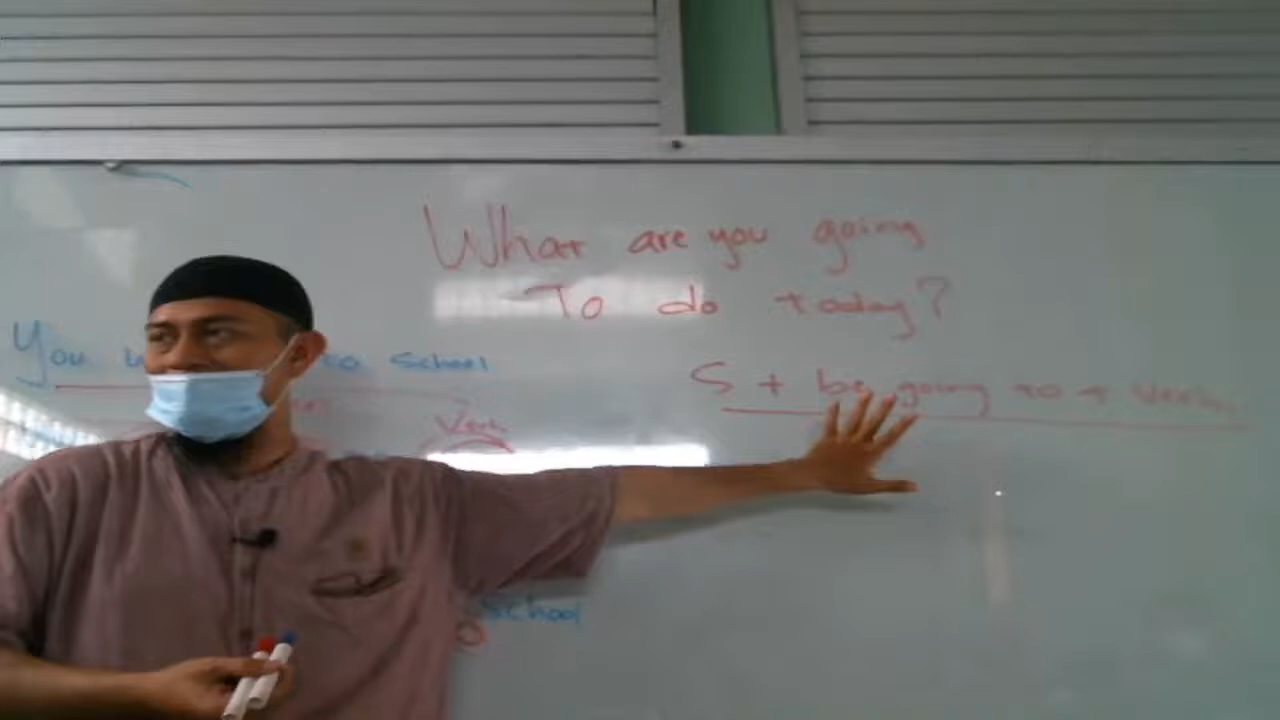 What are you going
To do today?
You to School
S + be going to + Verb
Verb
School